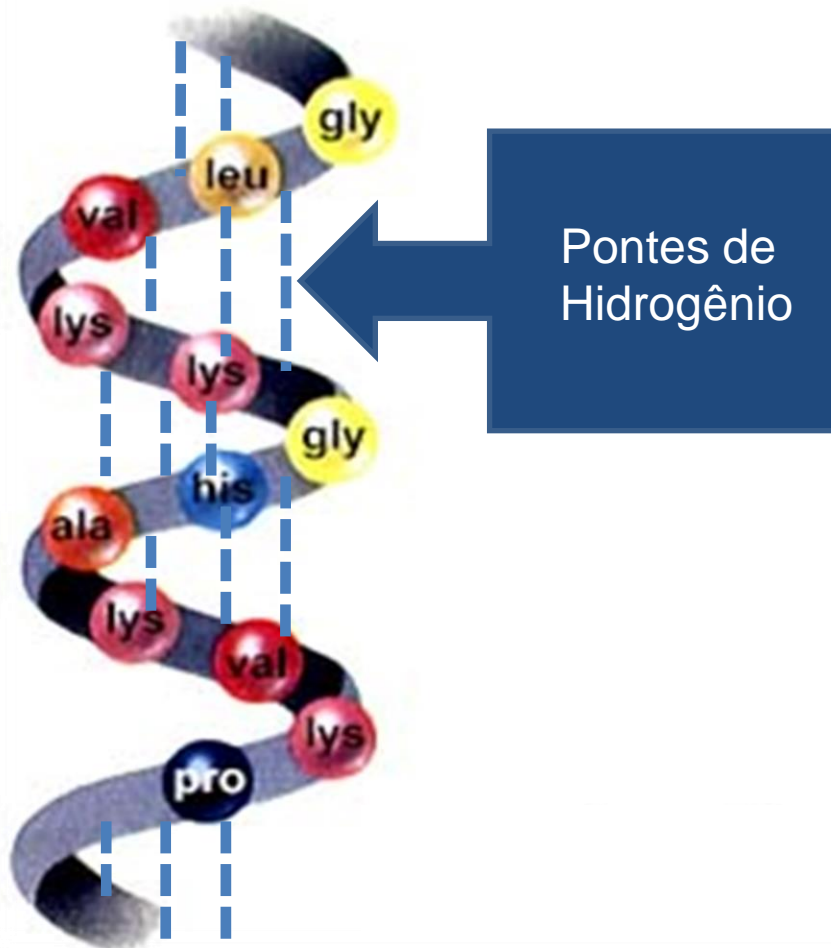 gly
leu
val
Pontes de
Hidrogênio
lys
lys
gly
his
ala
lys
val
lys
pro